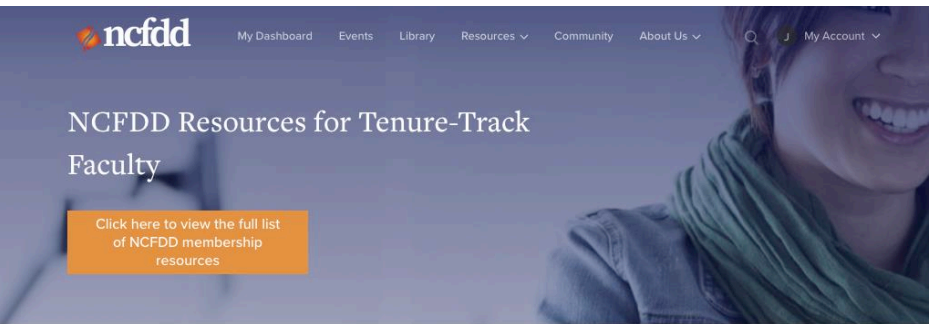 ncfdd
My Dashboard Events Library Resources Community About Us J My Account
NCFDD Resources for Tenure-Track
Faculty
Click here to view the full list
of NCFDD membership
resources